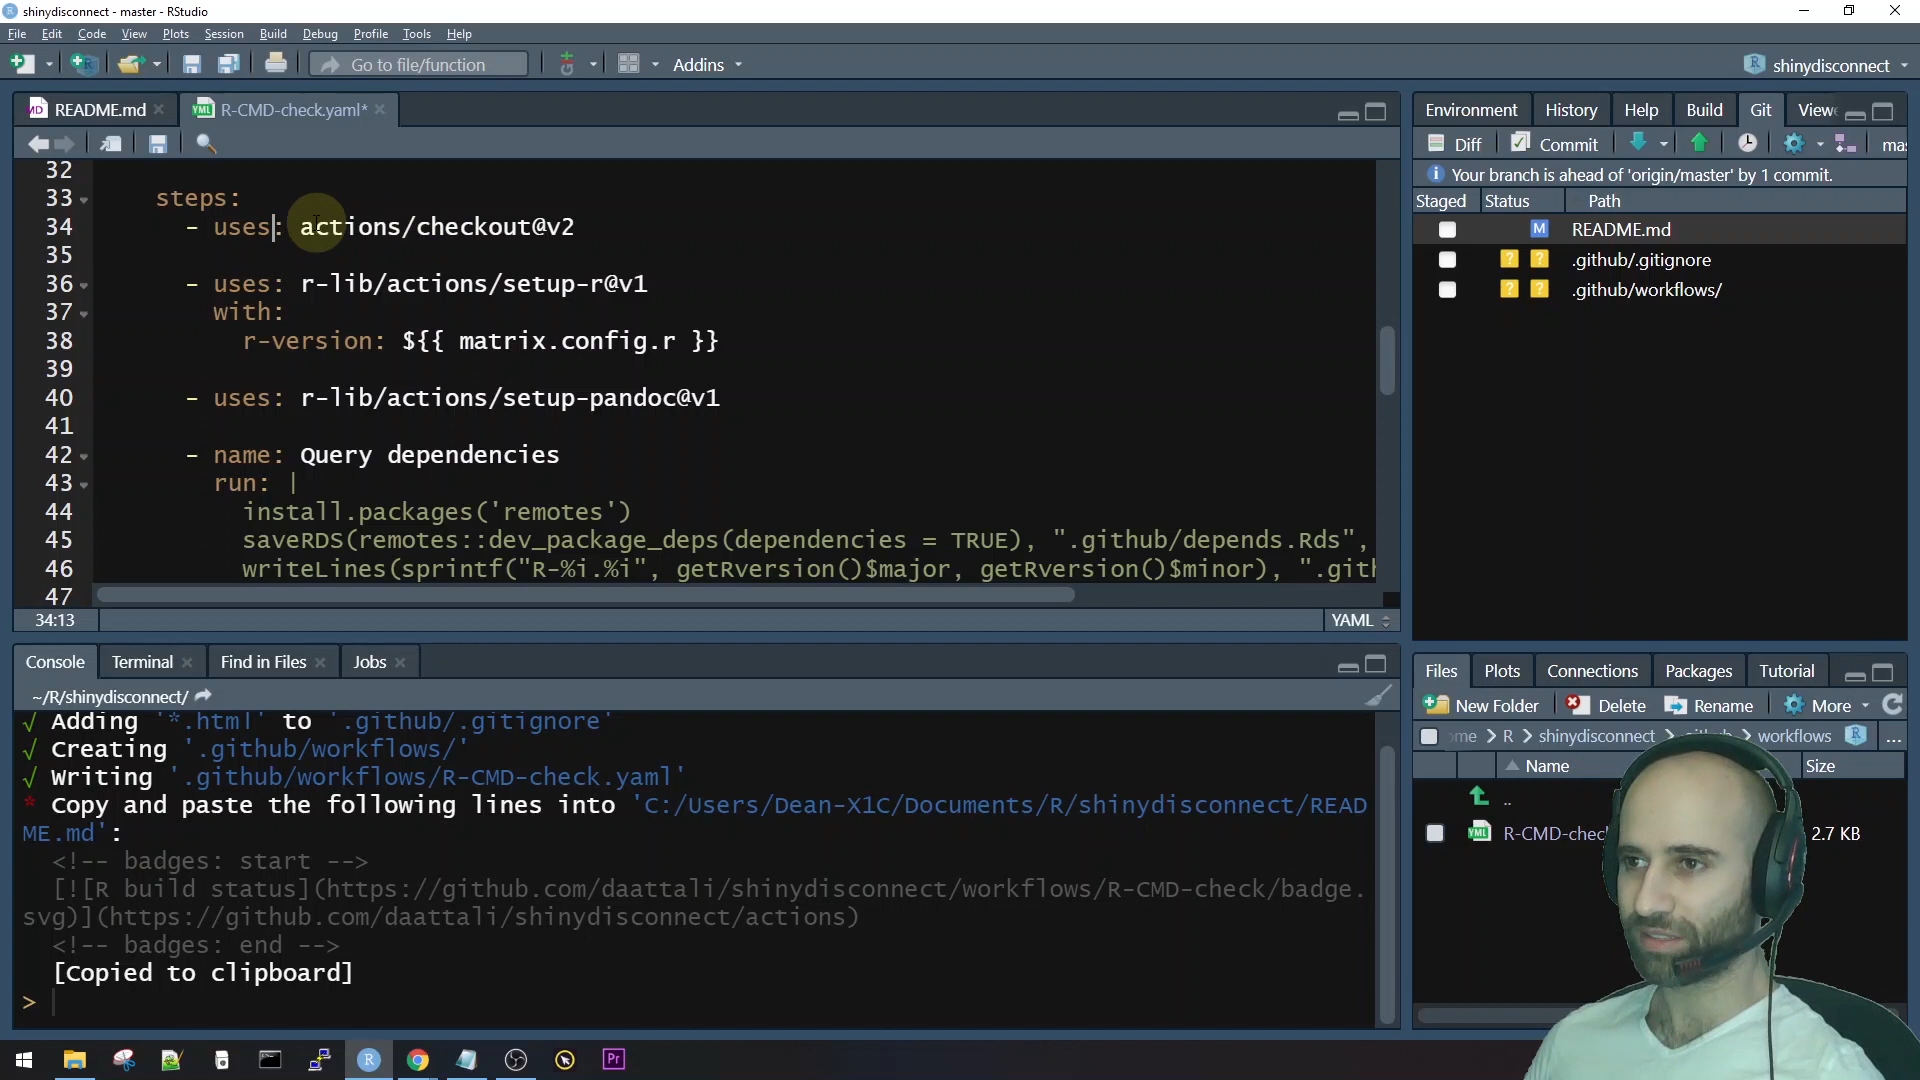 shinydisconnect - master - RStudio
File Edit Code View Plots Session Build Debug Profile Tools Help
Go to file/function Addins shinydisconnect
README.md R-CMD-check.yaml*
32
33 steps:
34 - uses: actions/checkout@v2
35
36 - uses: r-lib/actions/setup-r@v1
37 with:
38 r-version: ${{ matrix.config.r }}
39
40 - uses: r-lib/actions/setup-pandoc@v1
41
42 - name: Query dependencies
43 run: |
44 install.packages('remotes')
45 saveRDS(remotes::dev_package_deps(dependencies = TRUE), ".github/depends.Rds",
46 writeLines(sprintf("R-%i.%i", getRversion()$major, getRversion()$minor), ".gith
47
34:13 YAML
Console Terminal Find in Files Jobs
~/R/shinydisconnect/
√ Adding '*.html' to '.github/.gitignore'
√ Creating '.github/workflows/'
√ Writing '.github/workflows/R-CMD-check.yaml'
* Copy and paste the following lines into 'C:/Users/Dean-X1C/Documents/R/shinydisconnect/READ
ME.md':
<!-- badges: start -->
[![R build status](https://github.com/daattali/shinydisconnect/workflows/R-CMD-check/badge.
svg)](https://github.com/daattali/shinydisconnect/actions)
<!-- badges: end -->
[Copied to clipboard]
>
Environment History Help Build Git Viewe
Diff Commit mas
Your branch is ahead of 'origin/master' by 1 commit.
Staged Status Path
M README.md
? ? .github/.gitignore
? ? .github/workflows/
Files Plots Connections Packages Tutorial
New Folder Delete Rename More
ome R shinydisconnect workflows ...
Name Size
..
R-CMD-chec 2.7 KB
Pr